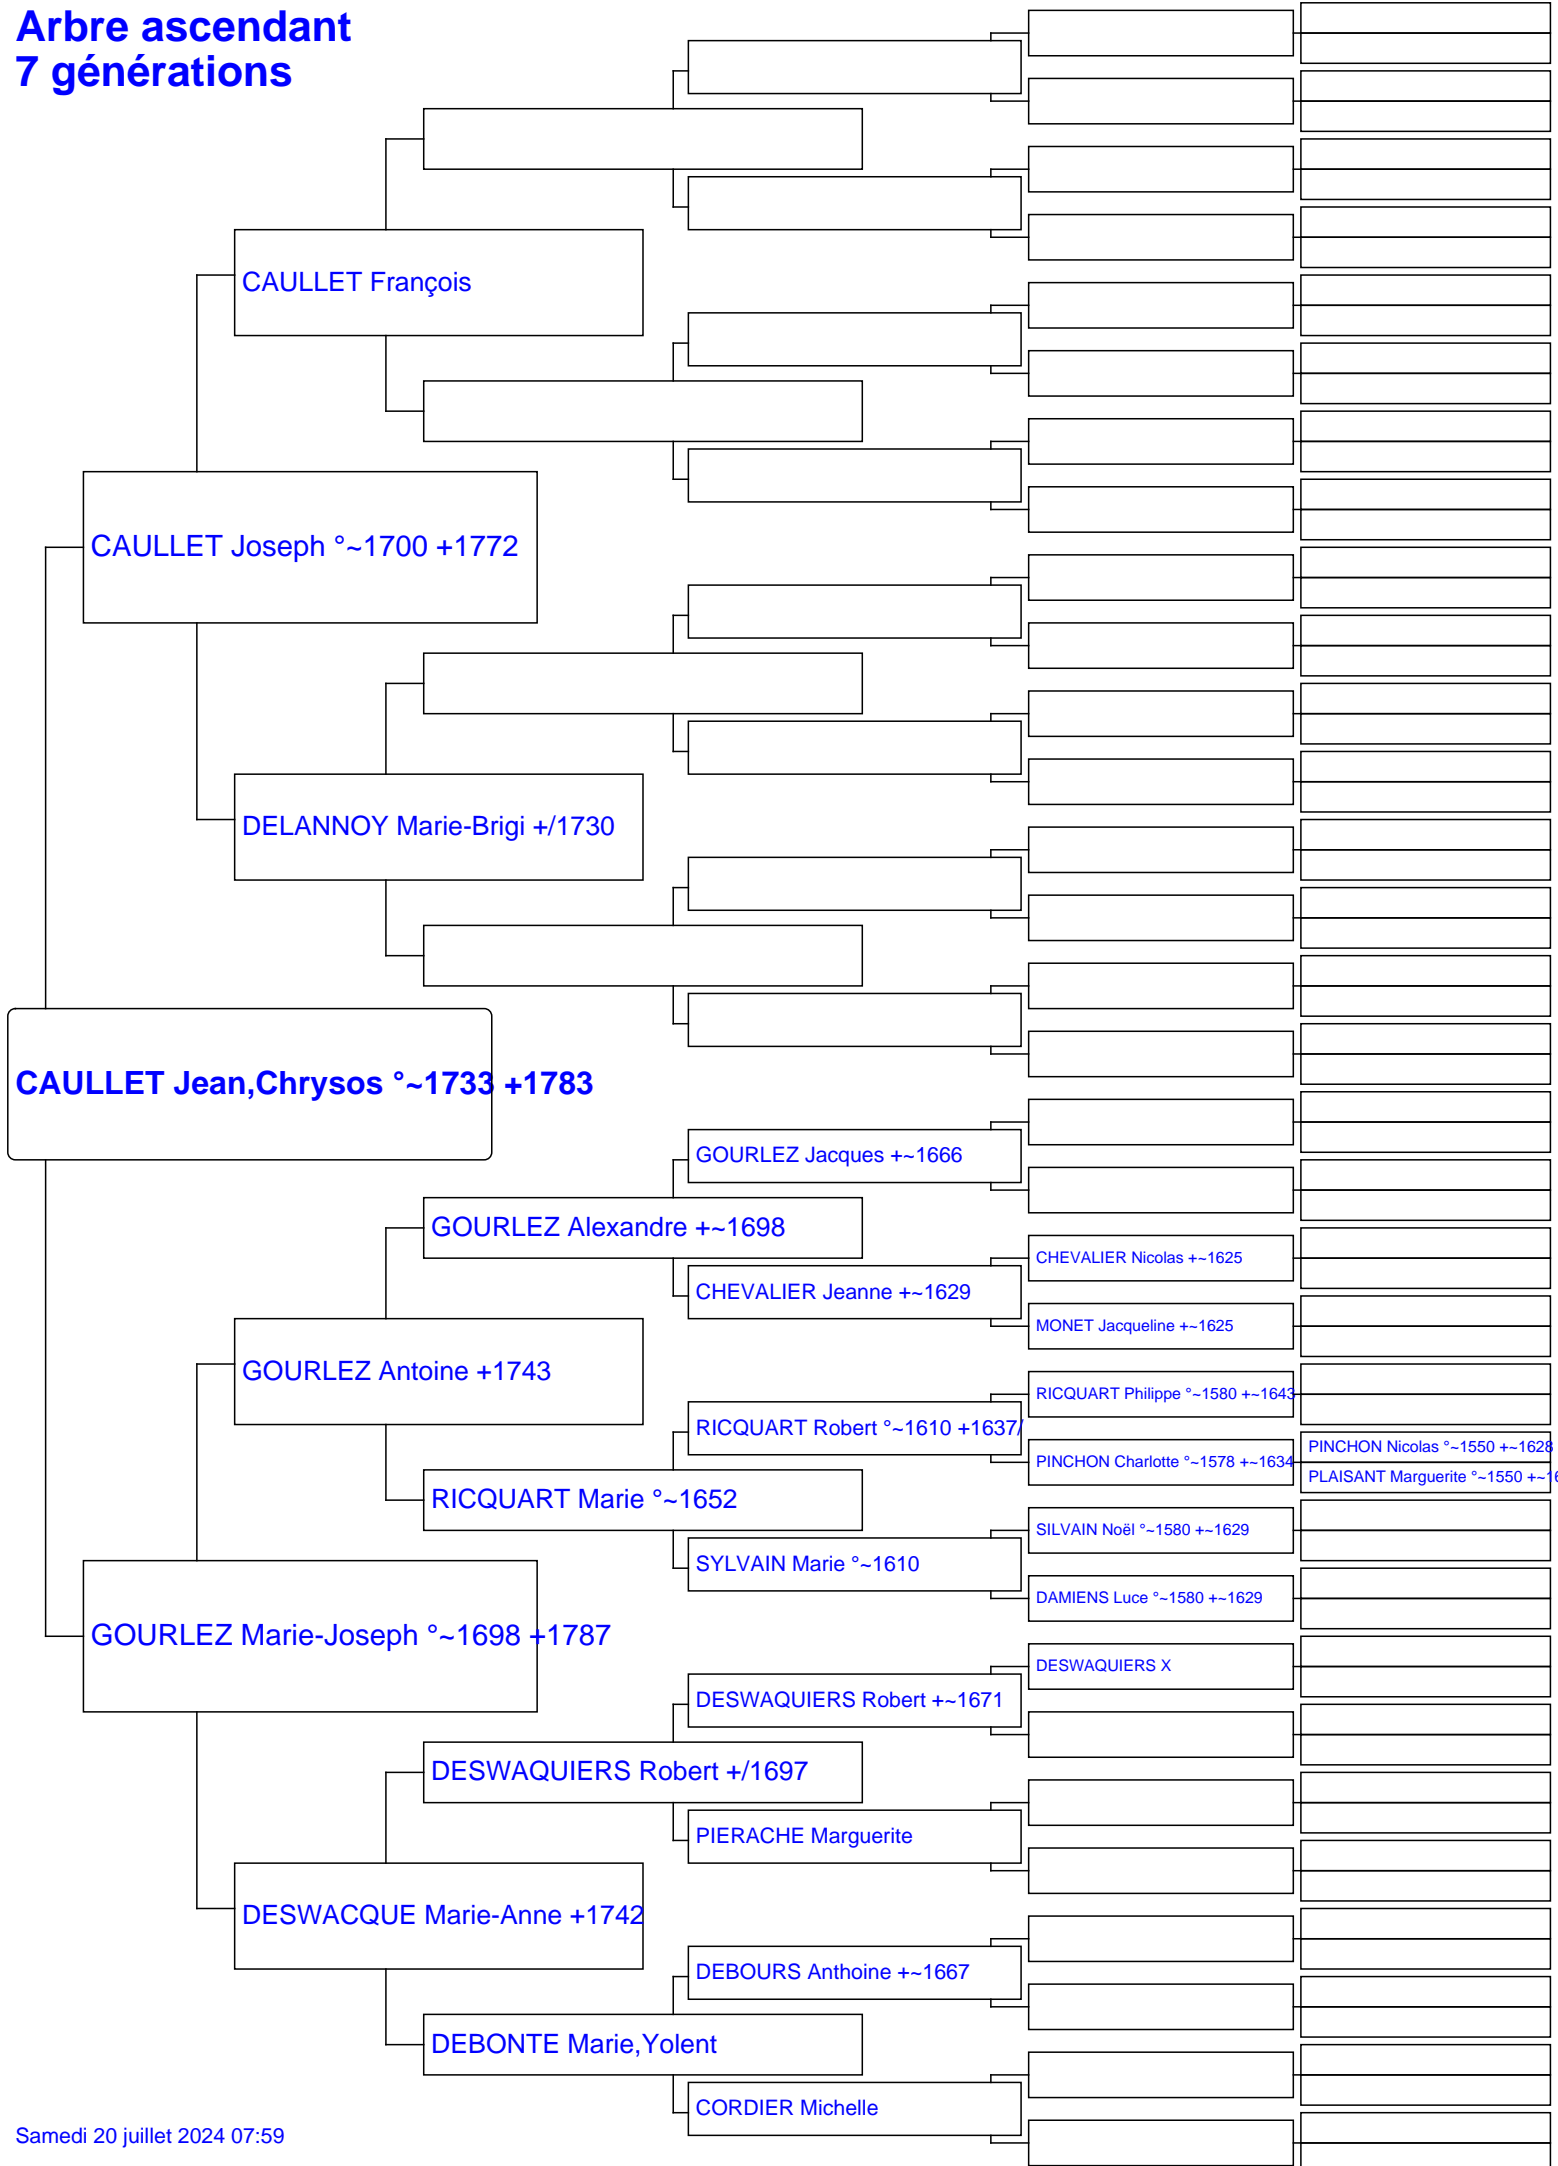 Arbre ascendant
7 générations
CAULLET François
CAULLET Joseph °~1700 +1772
DELANNOY Marie-Brigi +/1730
CAULLET Jean,Chrysos °~1733 +1783
GOURLEZ Jacques +~1666
GOURLEZ Alexandre +~1698
CHEVALIER Nicolas +~1625
CHEVALIER Jeanne +~1629
MONET Jacqueline +~1625
GOURLEZ Antoine +1743
RICQUART Philippe °~1580 +~1643
RICQUART Robert °~1610 +1637/
PINCHON Nicolas °~1550 +~1628
PINCHON Charlotte °~1578 +~1634
PLAISANT Marguerite °~1550 +~16
RICQUART Marie °~1652
SILVAIN Noël °~1580 +~1629
SYLVAIN Marie °~1610
DAMIENS Luce °~1580 +~1629
GOURLEZ Marie-Joseph °~1698 +1787
DESWAQUIERS X
DESWAQUIERS Robert +~1671
DESWAQUIERS Robert +/1697
PIERACHE Marguerite
DESWACQUE Marie-Anne +1742
DEBOURS Anthoine +~1667
DEBONTE Marie,Yolent
CORDIER Michelle
Samedi 20 juillet 2024 07:59